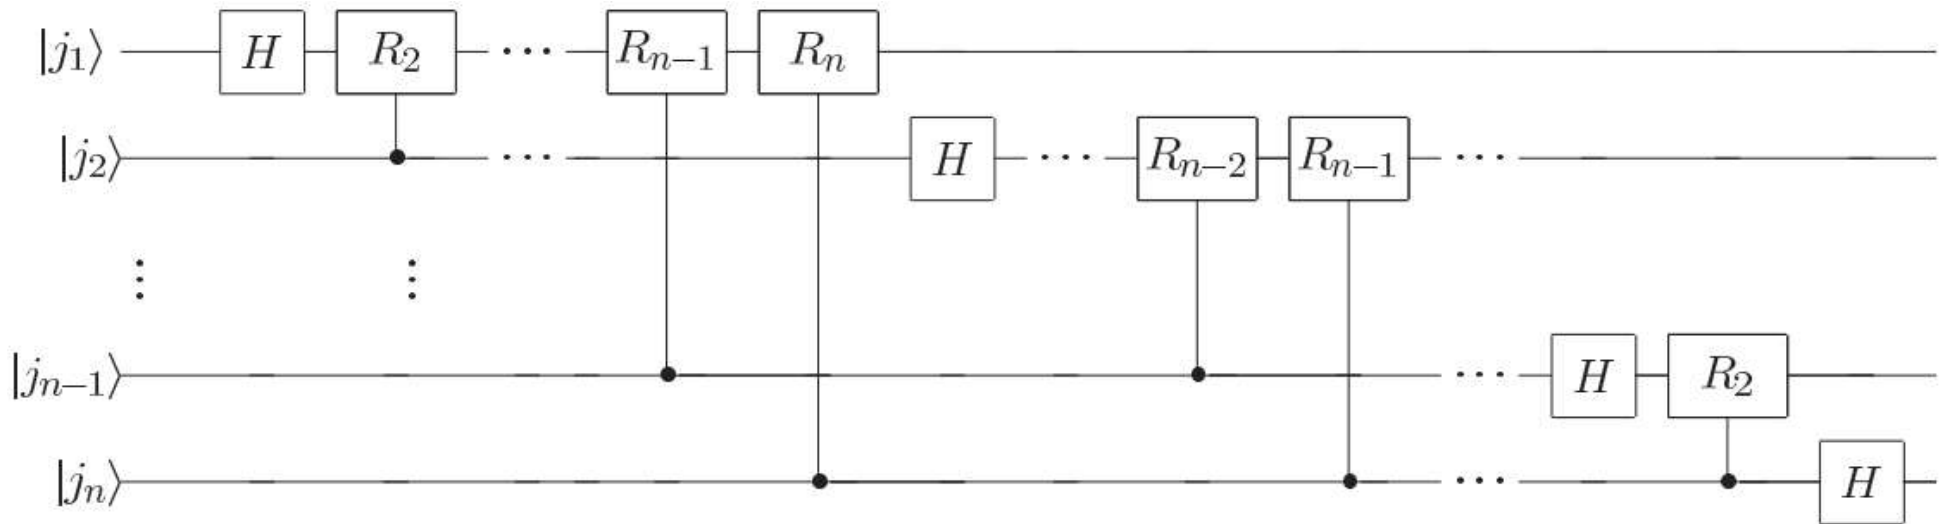 |j₁⟩ H R₂ ⋯ Rₙ₋₁ Rₙ
|j₂⟩ ⋯ H ⋯ Rₙ₋₂ Rₙ₋₁ ⋯
⋮ ⋮
|jₙ₋₁⟩ ⋯ H R₂
|jₙ⟩ ⋯ H